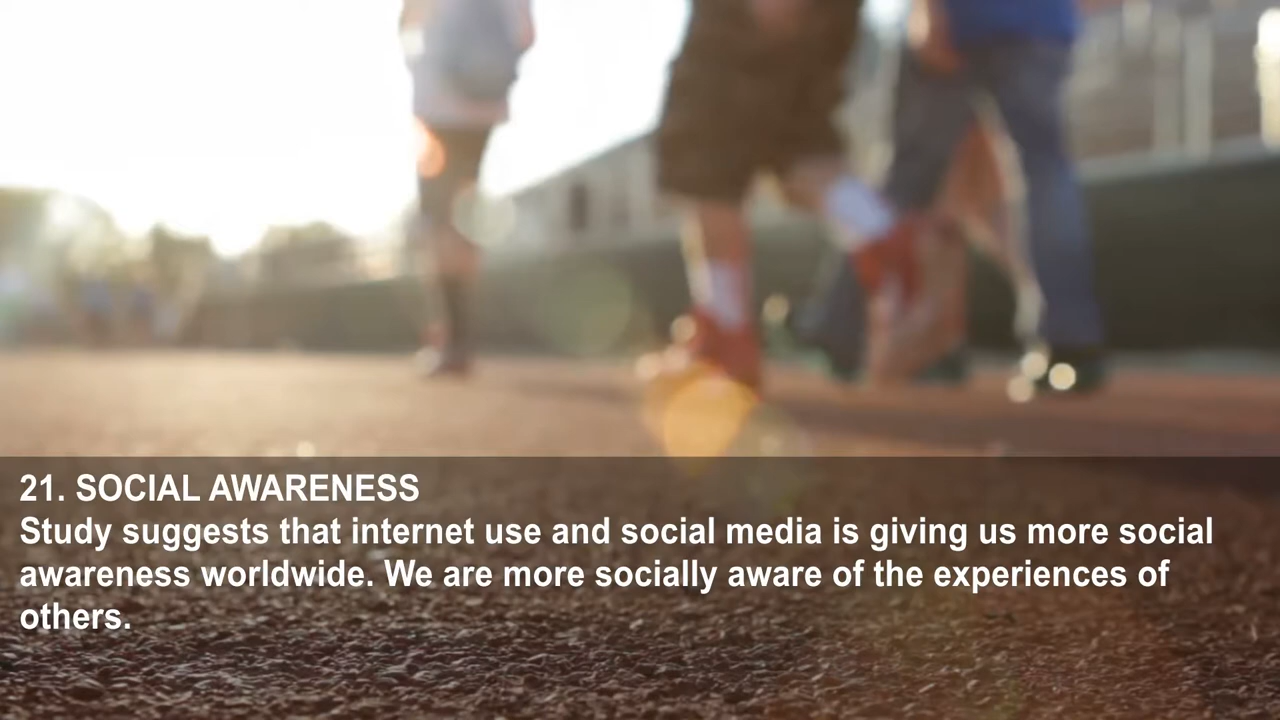 21. SOCIAL AWARENESS
Study suggests that internet use and social media is giving us more social
awareness worldwide. We are more socially aware of the experiences of
others.